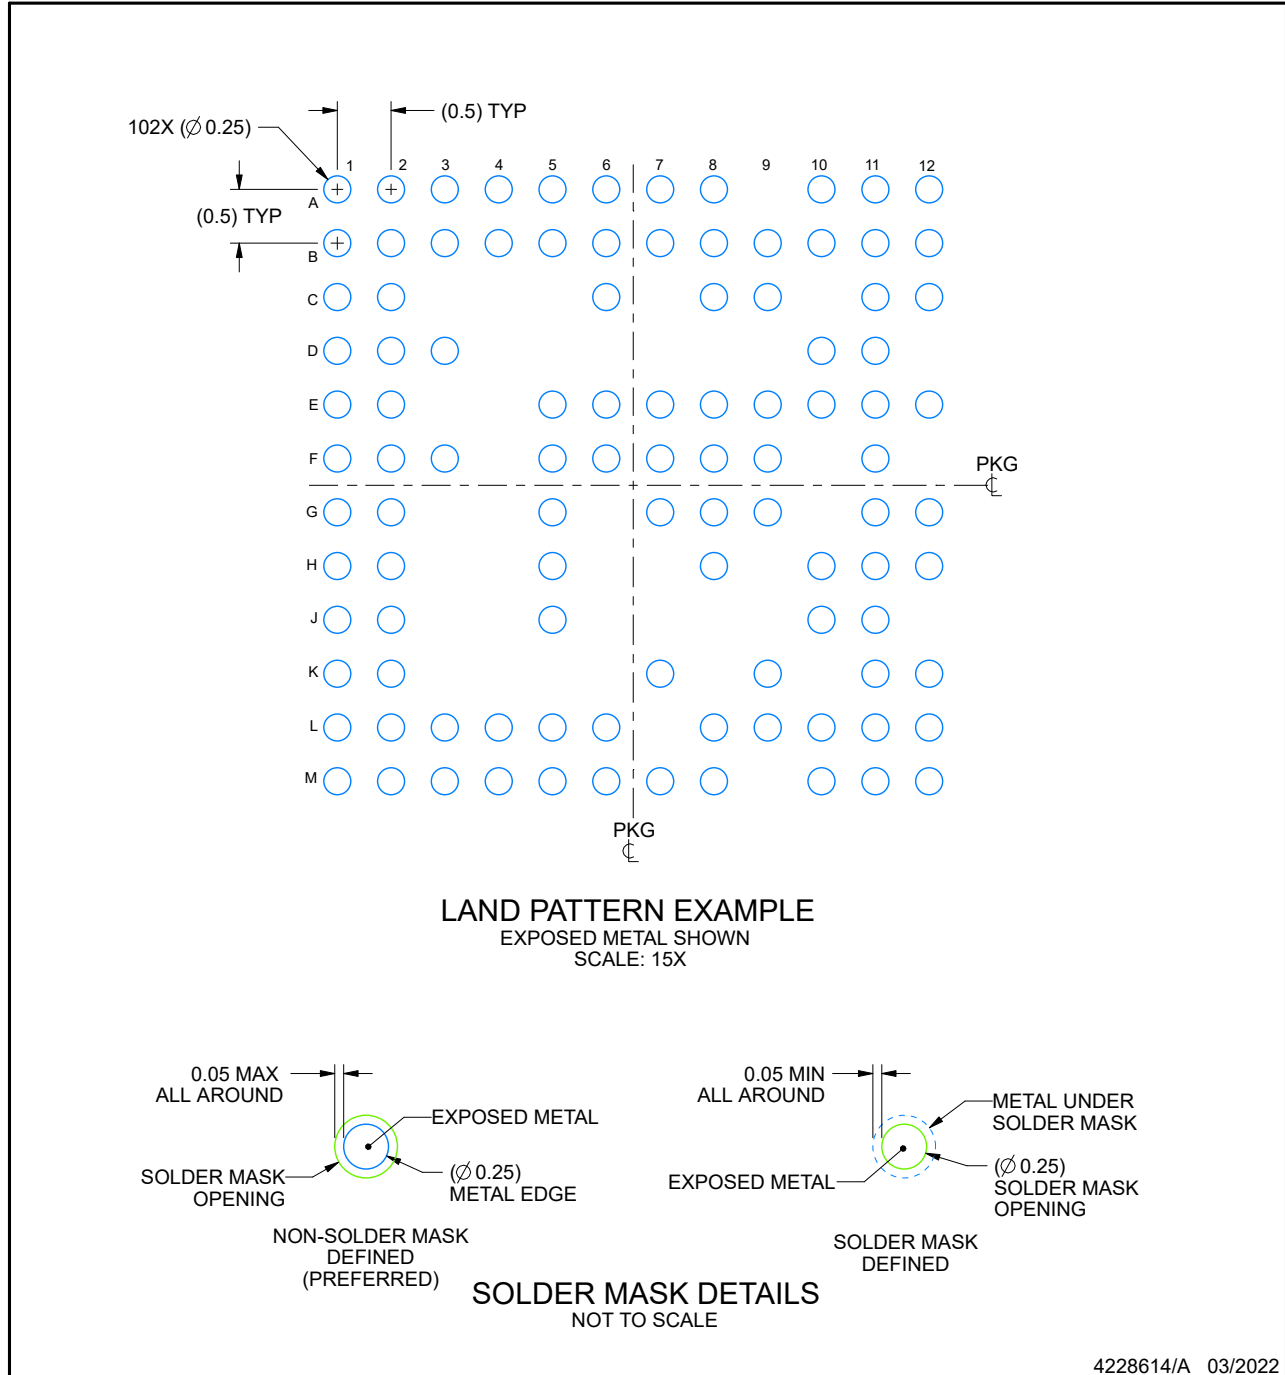 (0.5) TYP
102X (∅ 0.25)
1 2 3 4 5 6 7 8 9 10 11 12
A
(0.5) TYP
B
C
D
E
F
PKG
℄
G
H
J
K
L
M
PKG
℄
LAND PATTERN EXAMPLE
EXPOSED METAL SHOWN
SCALE: 15X
0.05 MAX
ALL AROUND
EXPOSED METAL
SOLDER MASK
OPENING
(∅ 0.25)
METAL EDGE
NON-SOLDER MASK
DEFINED
(PREFERRED)
0.05 MIN
ALL AROUND
METAL UNDER
SOLDER MASK
EXPOSED METAL
(∅ 0.25)
SOLDER MASK
OPENING
SOLDER MASK
DEFINED
SOLDER MASK DETAILS
NOT TO SCALE
4228614/A 03/2022